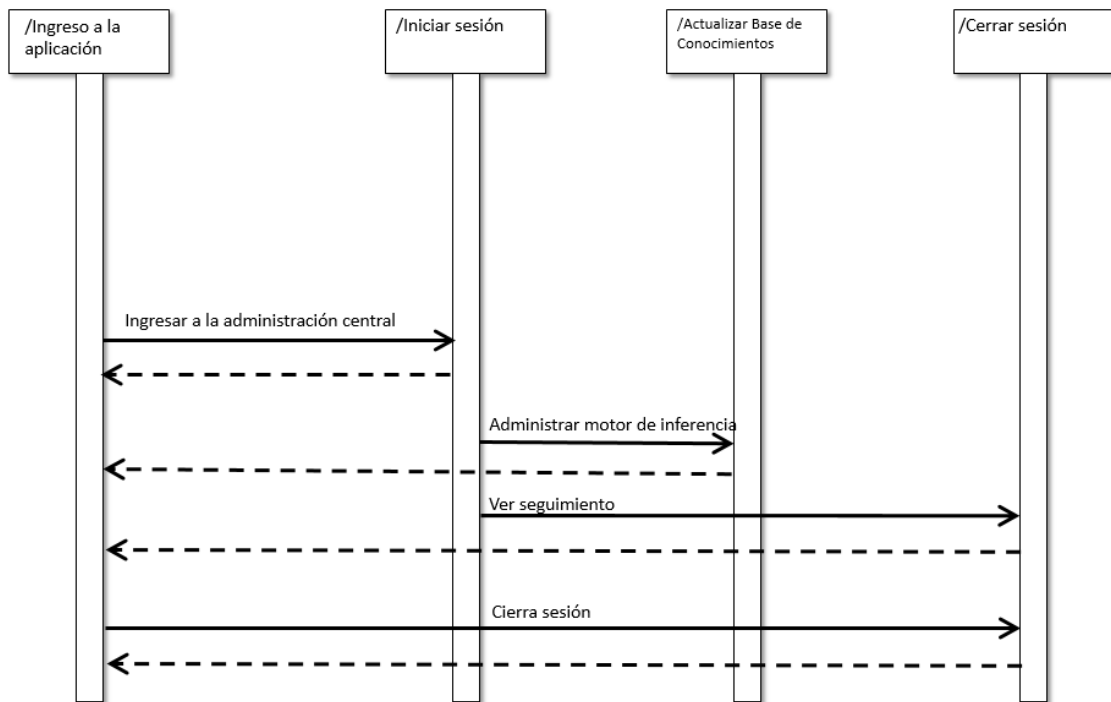 /Ingreso a la
aplicación
/Iniciar sesión
/Actualizar Base de
Conocimientos
/Cerrar sesión
Ingresar a la administración central
Administrar motor de inferencia
Ver seguimiento
Cierra sesión